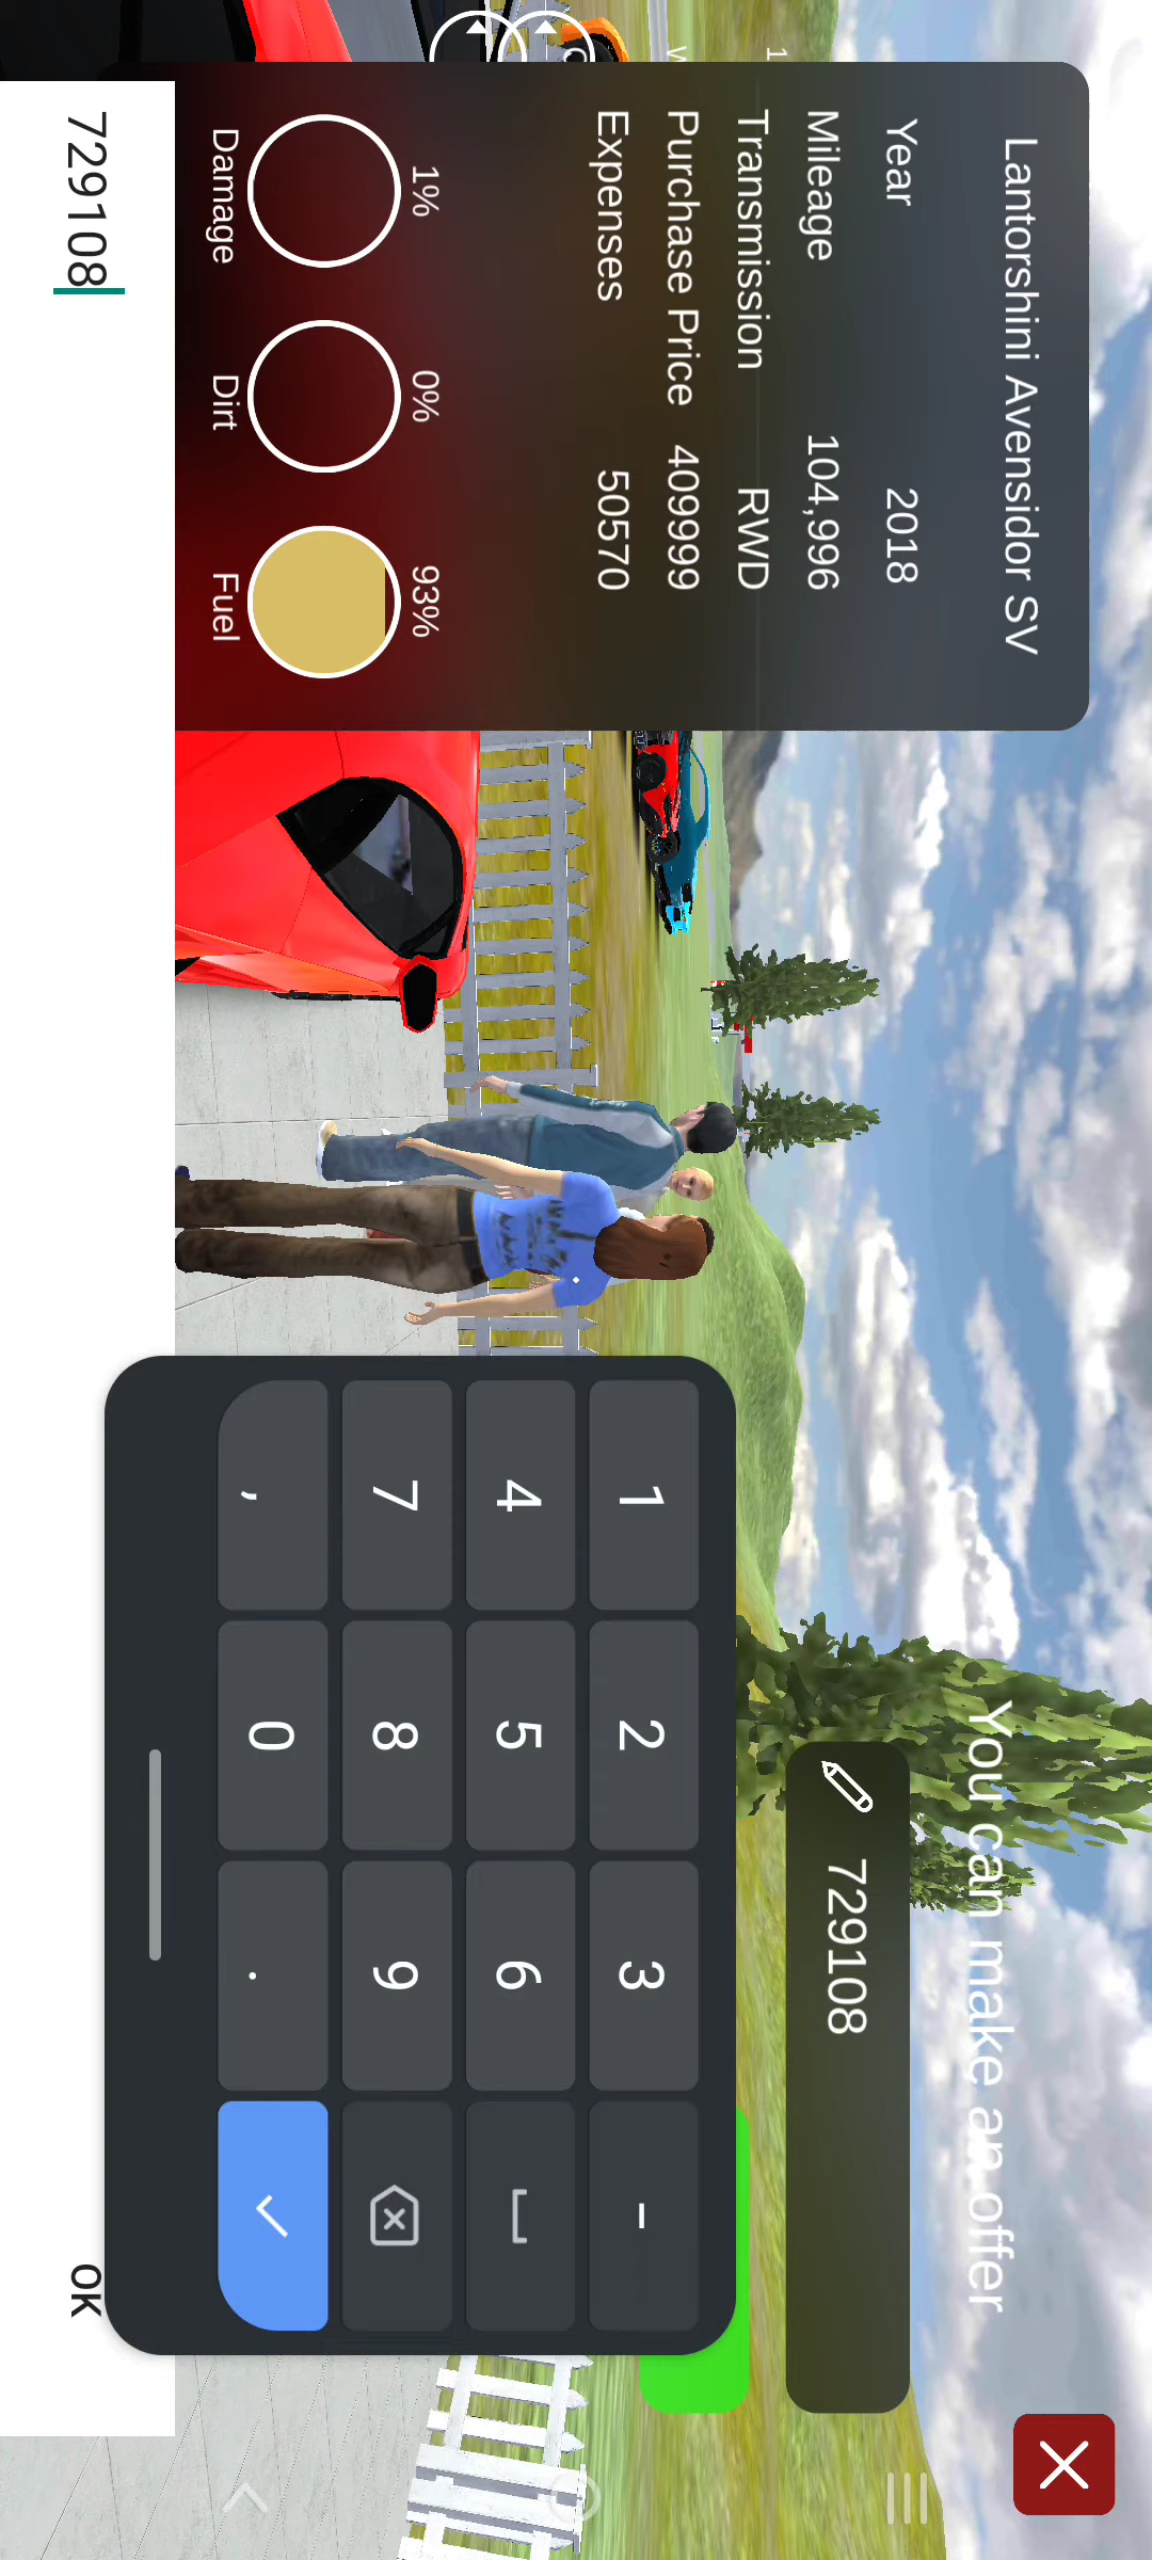 Lantorshini Avensidor SV
Year 2018
Mileage 104,996
Transmission RWD
Purchase Price 409999
Expenses 50570
1% 0% 93%
Damage Dirt Fuel
You can make an offer
729108
1 2 3 -
4 5 6
7 8 9
, 0 .
729108
OK